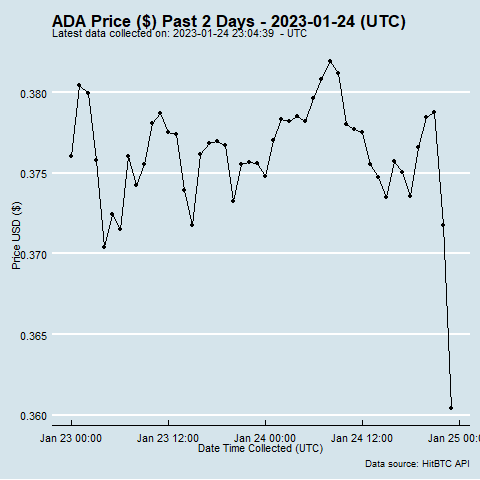 ADA Price ($) Past 2 Days - 2023-01-24 (UTC)
Latest data collected on: 2023-01-24 23:04:39 - UTC
0.380
0.375
0.370
0.365
0.360
Price USD ($)
Jan 23 00:00 Jan 23 12:00 Jan 24 00:00 Jan 24 12:00 Jan 25 00:0
Date Time Collected (UTC)
Data source: HitBTC API